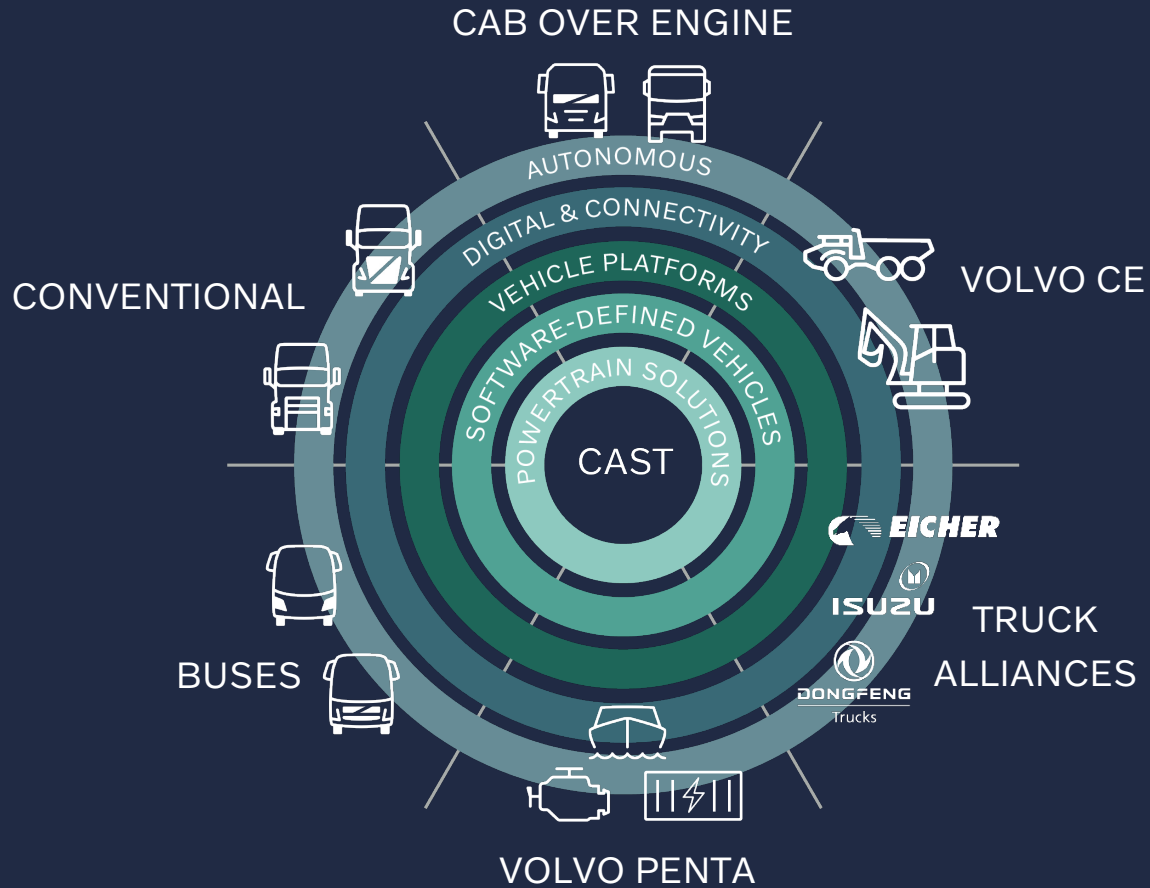 CAB OVER ENGINE
AUTONOMOUS
DIGITAL & CONNECTIVITY
VEHICLE PLATFORMS
SOFTWARE-DEFINED VEHICLES
POWERTRAIN SOLUTIONS
CAST
CONVENTIONAL
VOLVO CE
EICHER
ISUZU
DONGFENG
Trucks
TRUCK
ALLIANCES
BUSES
VOLVO PENTA